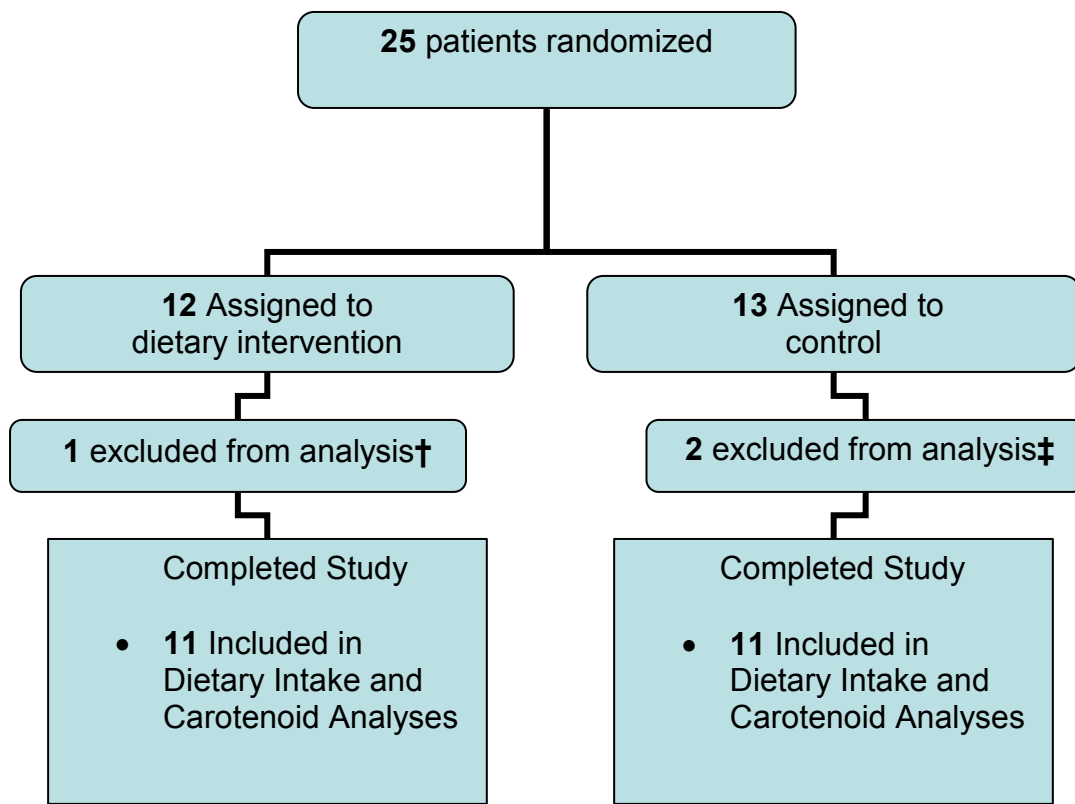 25 patients randomized
12 Assigned to
dietary intervention
13 Assigned to
control
1 excluded from analysis†
2 excluded from analysis‡
Completed Study
• 11 Included in
Dietary Intake and
Carotenoid Analyses
Completed Study
• 11 Included in
Dietary Intake and
Carotenoid Analyses